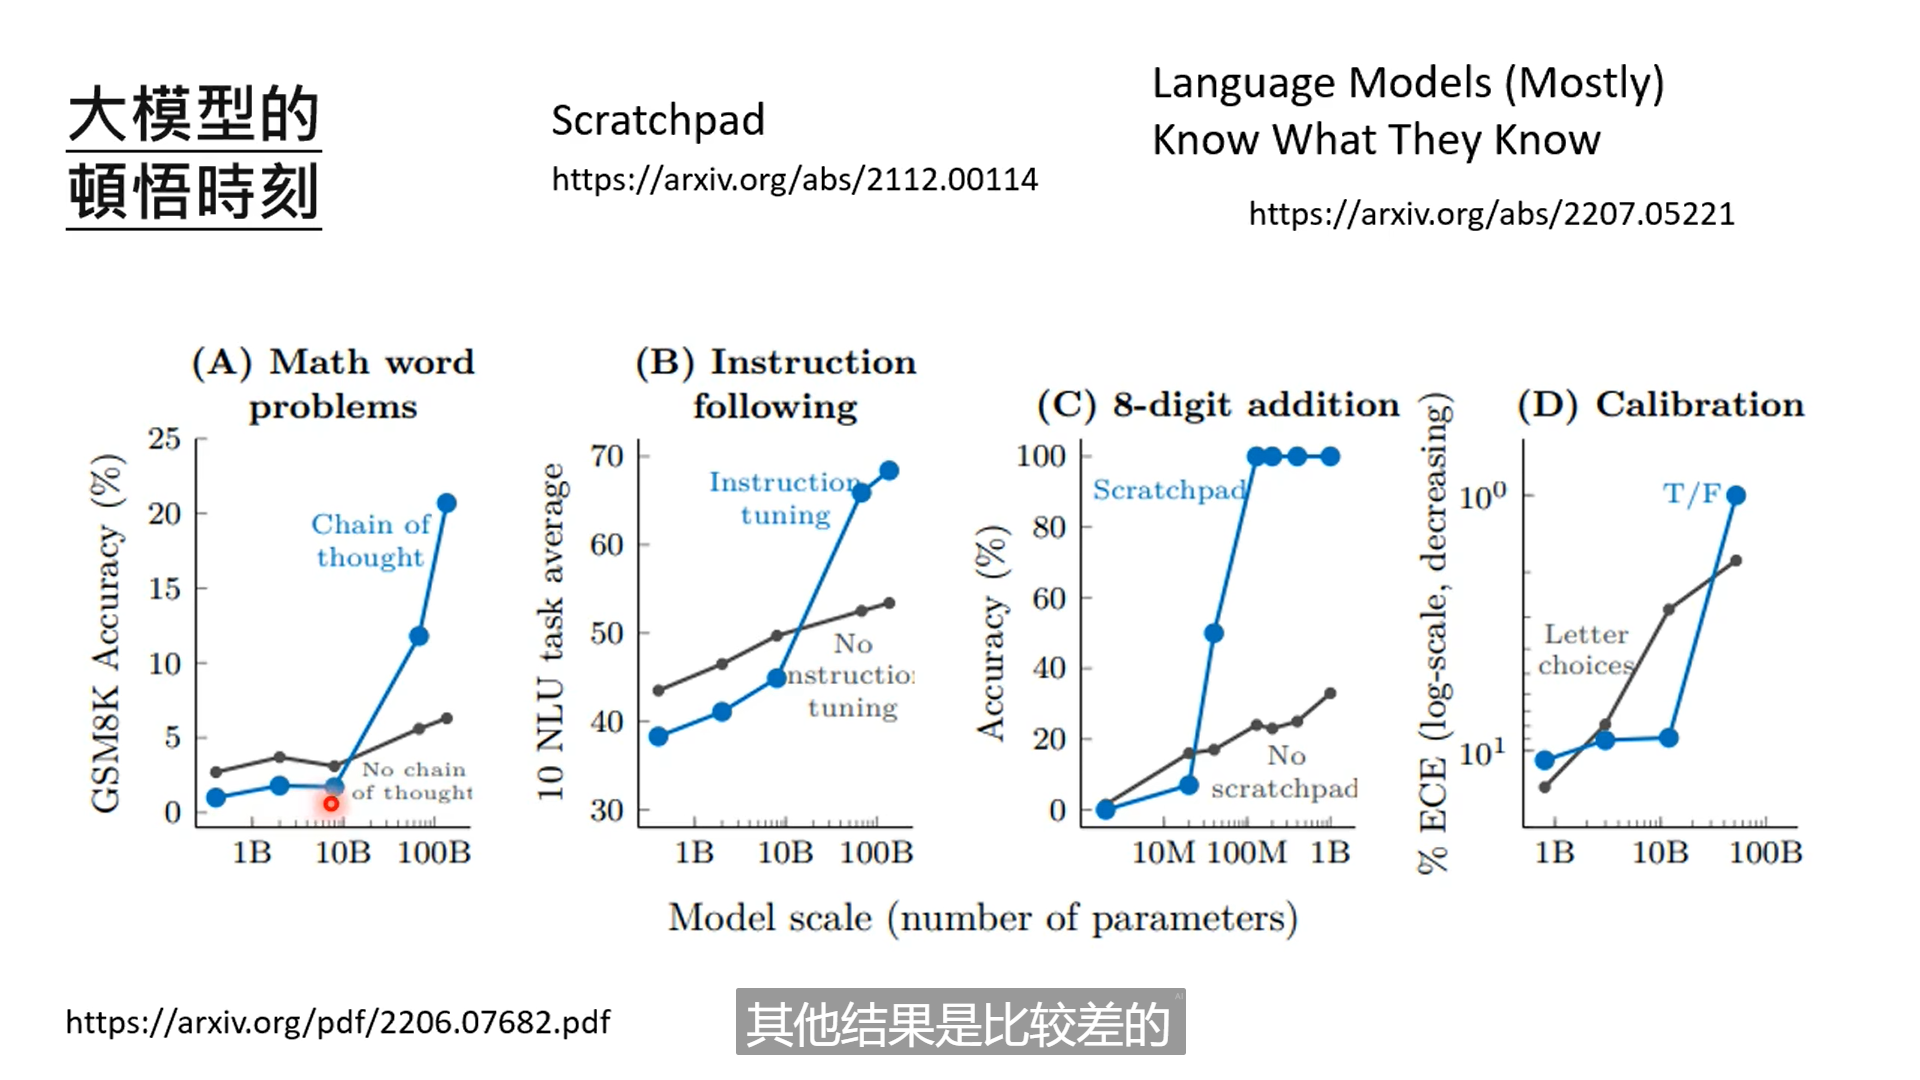 大模型的
頓悟時刻
Scratchpad
https://arxiv.org/abs/2112.00114
Language Models (Mostly)
Know What They Know
https://arxiv.org/abs/2207.05221
(A) Math word
problems
GSM8K Accuracy (%)
25
20
15
10
5
0
Chain of
thought
No chain
of thought
1B 10B 100B
(B) Instruction
following
10 NLU task average
70
60
50
40
30
Instruction
tuning
No
nstruction
tuning
1B 10B 100B
(C) 8-digit addition
Accuracy (%)
100
80
60
40
20
0
Scratchpad
No
scratchpad
10M 100M 1B
(D) Calibration
% ECE (log-scale, decreasing)
10⁰
10¹
T/F
Letter
choices
1B 10B 100B
Model scale (number of parameters)
https://arxiv.org/pdf/2206.07682.pdf
其他结果是比较差的
AI